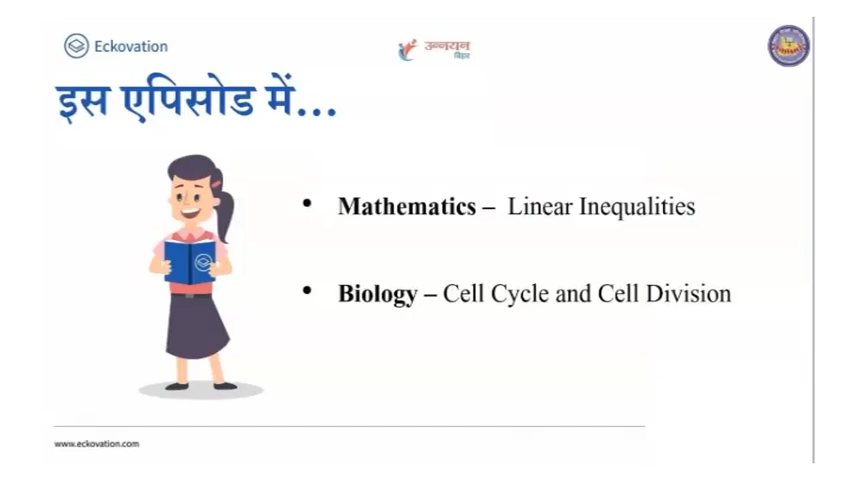 Eckovation
उन्नयन
बिहार
इस एपिसोड में...
• Mathematics – Linear Inequalities
• Biology – Cell Cycle and Cell Division
www.eckovation.com